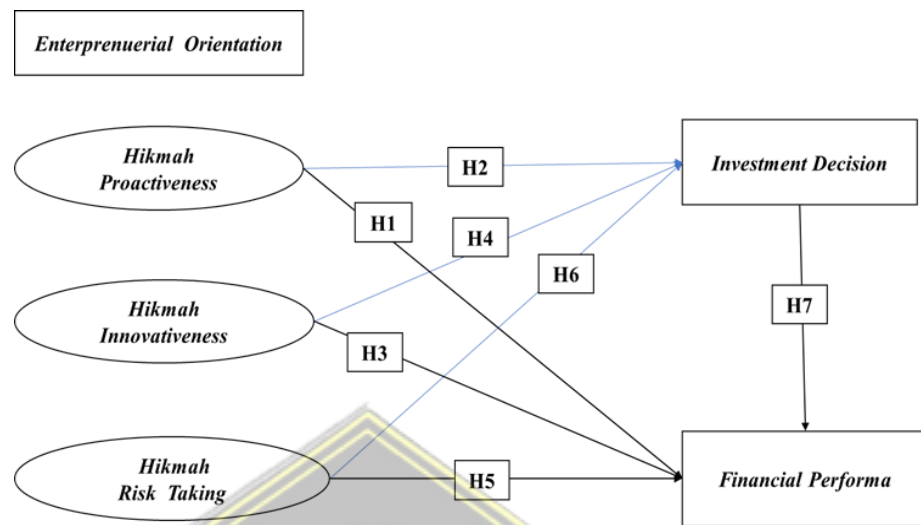 Enterprenuerial Orientation
Hikmah
Proactiveness
H2
Investment Decision
H1
H4
H6
Hikmah
Innovativeness
H3
H7
Hikmah
Risk Taking
H5
Financial Performa